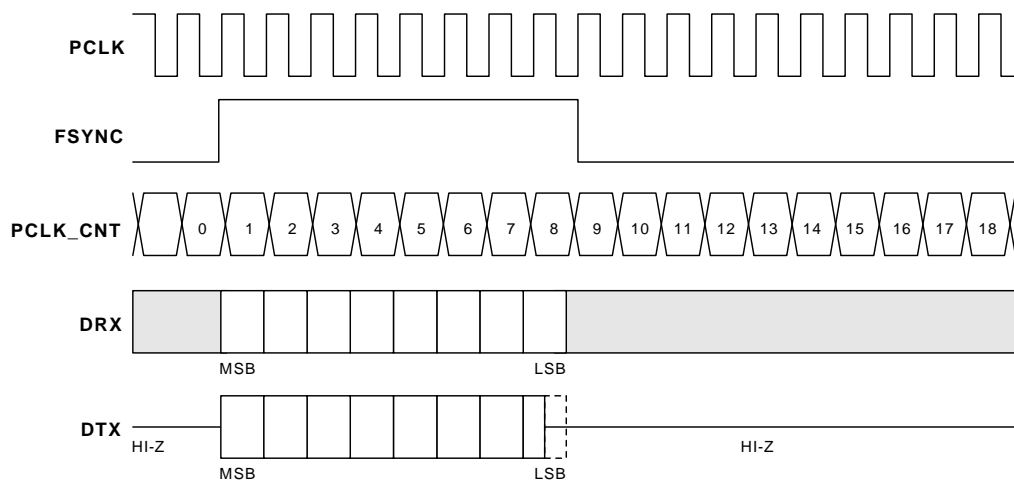 PCLK
FSYNC
PCLK_CNT 0 1 2 3 4 5 6 7 8 9 10 11 12 13 14 15 16 17 18
DRX
MSB LSB
DTX
HI-Z HI-Z
MSB LSB